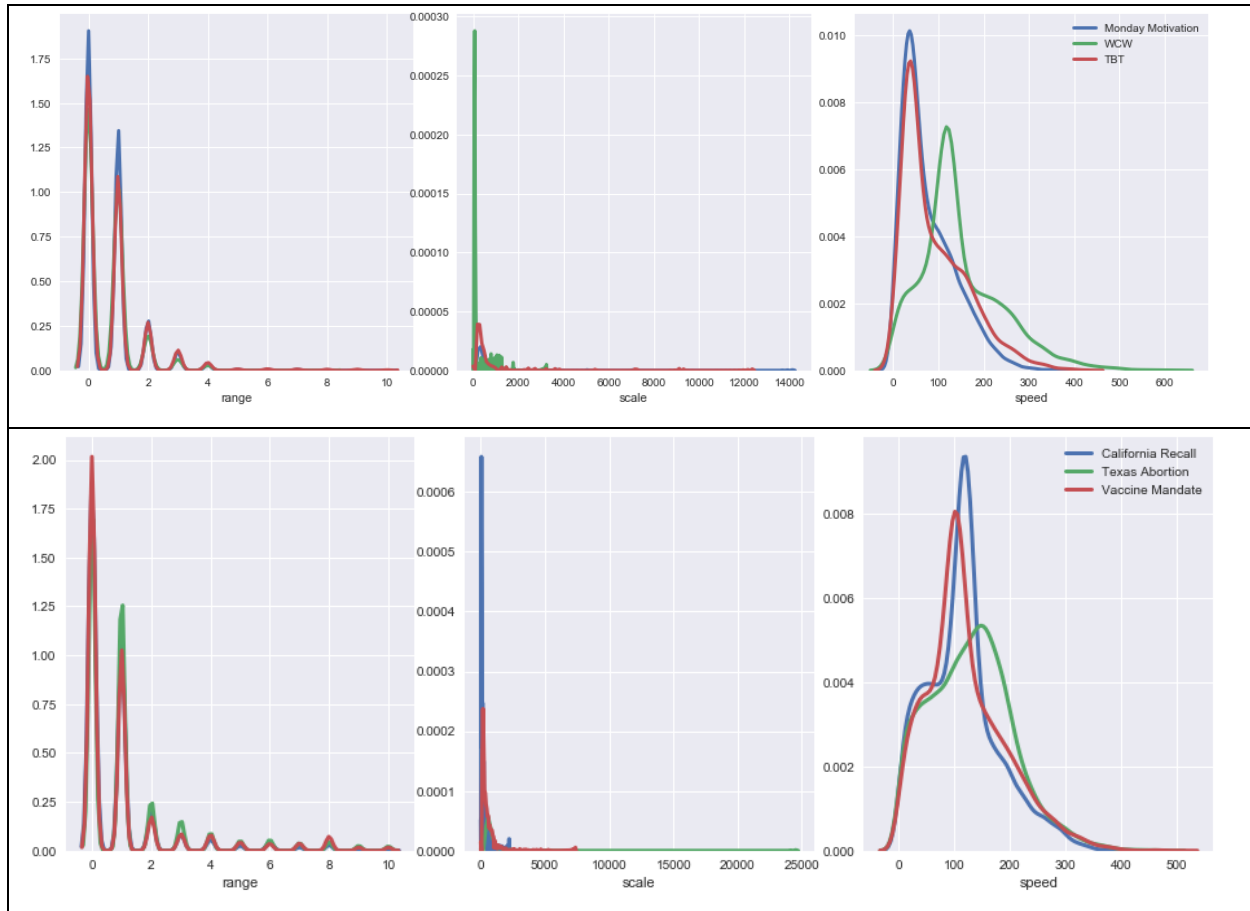 1.75
1.50
1.25
1.00
0.75
0.50
0.25
0.00
0 2 4 6 8 10
range
0.00030
0.00025
0.00020
0.00015
0.00010
0.00005
0.00000
0 2000 4000 6000 8000 10000 12000 14000
scale
Monday Motivation
WCW
TBT
0.010
0.008
0.006
0.004
0.002
0.000
0 100 200 300 400 500 600
speed
2.00
1.75
1.50
1.25
1.00
0.75
0.50
0.25
0.00
0 2 4 6 8 10
range
0.0006
0.0005
0.0004
0.0003
0.0002
0.0001
0.0000
0 5000 10000 15000 20000 25000
scale
California Recall
Texas Abortion
Vaccine Mandate
0.008
0.006
0.004
0.002
0.000
0 100 200 300 400 500
speed